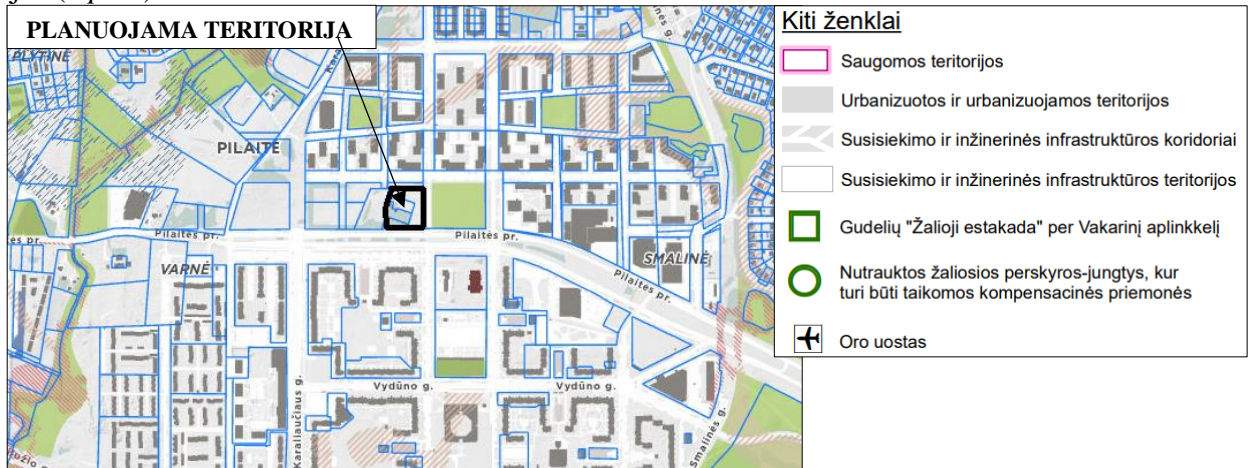 PLANUOJAMA TERITORIJA
PLYTINĖ
PILAITĖ
Pilaitės pr.
Pilaitės pr.
Pilaitės pr.
VARNĖ
SMALINĖ
Vydūno g.
Vydūno g.
Karaliaučiaus g.
Smalinės g.
Kiti ženklai
Saugomos teritorijos
Urbanizuotos ir urbanizuojamos teritorijos
Susisiekimo ir inžinerinės infrastruktūros koridoriai
Susisiekimo ir inžinerinės infrastruktūros teritorijos
Gudelių "Žalioji estakada" per Vakarinį aplinkkelį
Nutrauktos žaliosios perskyros-jungtys, kur
turi būti taikomos kompensacinės priemonės
Oro uostas